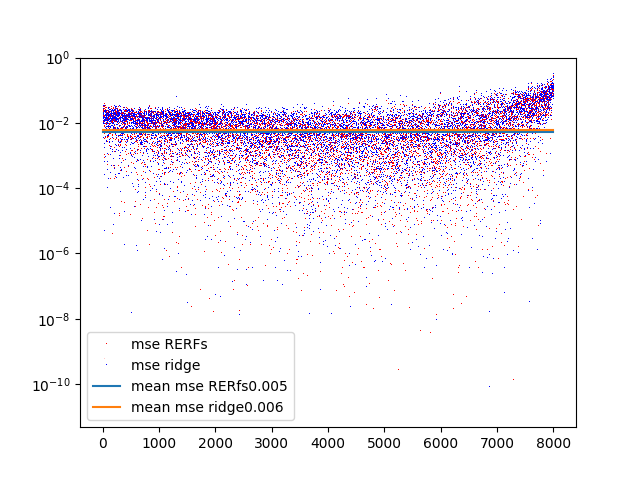 10^0
10^-2
10^-4
10^-6
10^-8
10^-10
mse RERFs
mse ridge
mean mse RERfs0.005
mean mse ridge0.006
0 1000 2000 3000 4000 5000 6000 7000 8000